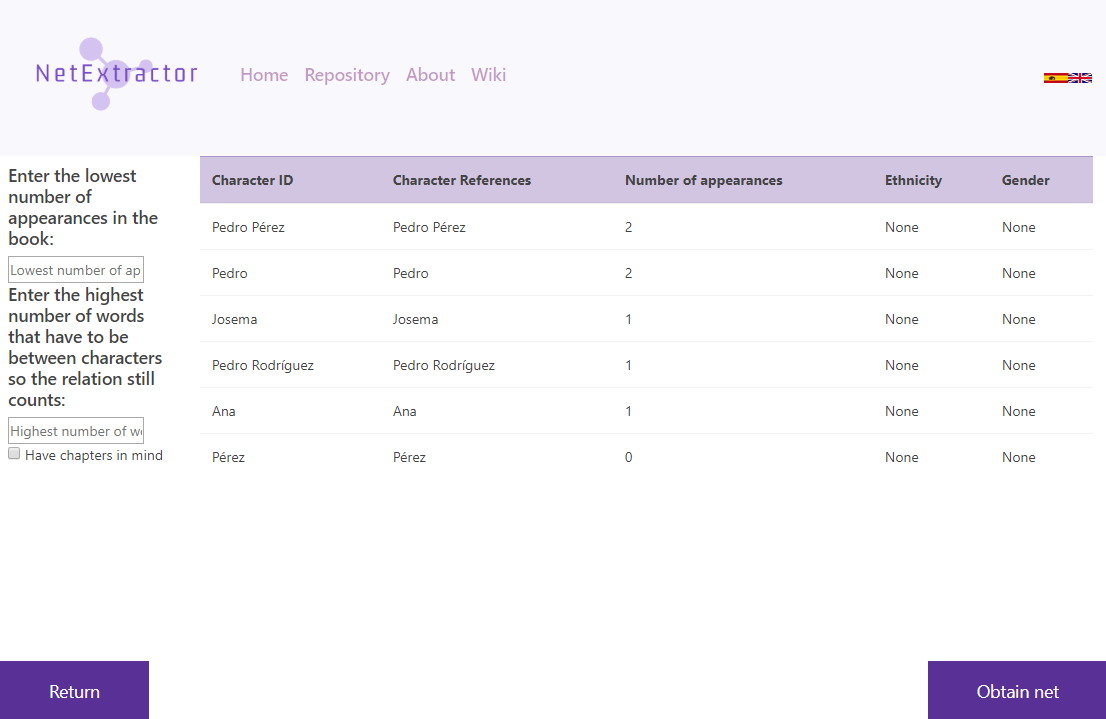 NetExtractor
Home Repository About Wiki
Enter the lowest
number of
appearances in the
book:
Lowest number of ap
Enter the highest
number of words
that have to be
between characters
so the relation still
counts:
Highest number of w
Have chapters in mind
Character ID Character References Number of appearances Ethnicity Gender
Pedro Pérez Pedro Pérez 2 None None
Pedro Pedro 2 None None
Josema Josema 1 None None
Pedro Rodríguez Pedro Rodríguez 1 None None
Ana Ana 1 None None
Pérez Pérez 0 None None
Return
Obtain net